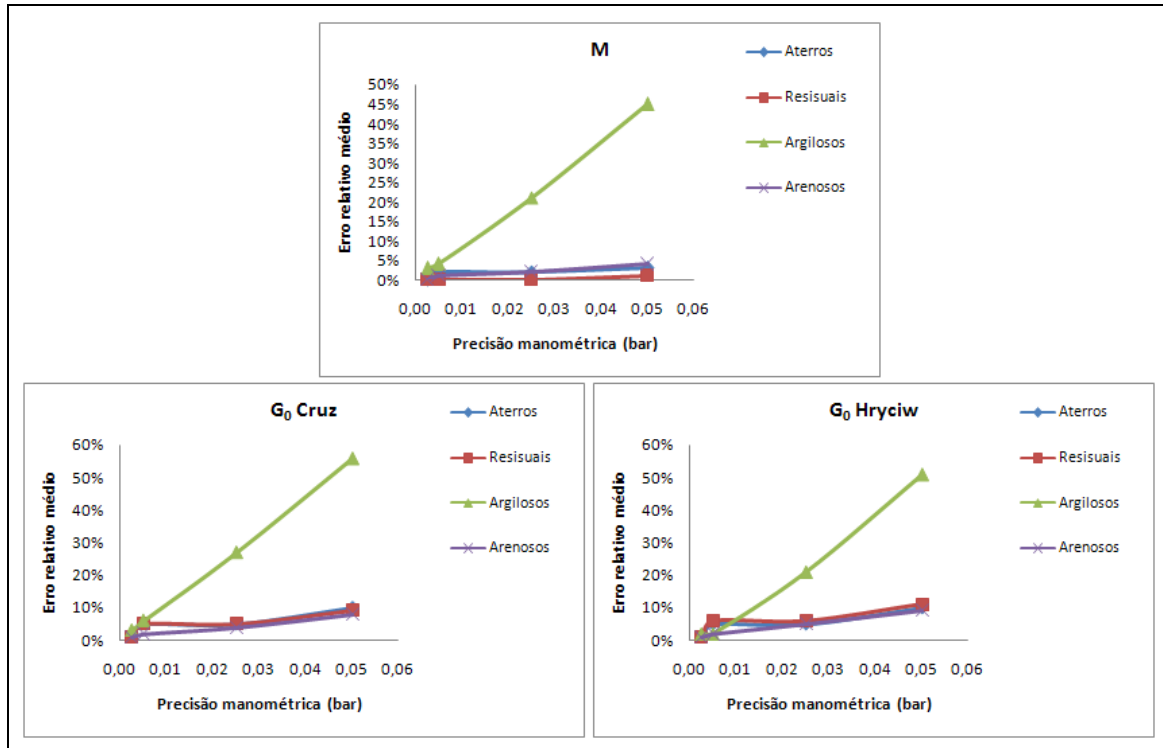 M
Aterros
Resisuais
Argilosos
Arenosos
Erro relativo médio
50%
45%
40%
35%
30%
25%
20%
15%
10%
5%
0%
0,00 0,01 0,02 0,03 0,04 0,05 0,06
Precisão manométrica (bar)
G0 Cruz
Aterros
Resisuais
Argilosos
Arenosos
Erro relativo médio
60%
50%
40%
30%
20%
10%
0%
0,00 0,01 0,02 0,03 0,04 0,05 0,06
Precisão manométrica (bar)
G0 Hryciw
Aterros
Resisuais
Argilosos
Arenosos
Erro relativo médio
60%
50%
40%
30%
20%
10%
0%
0,00 0,01 0,02 0,03 0,04 0,05 0,06
Precisão manométrica (bar)